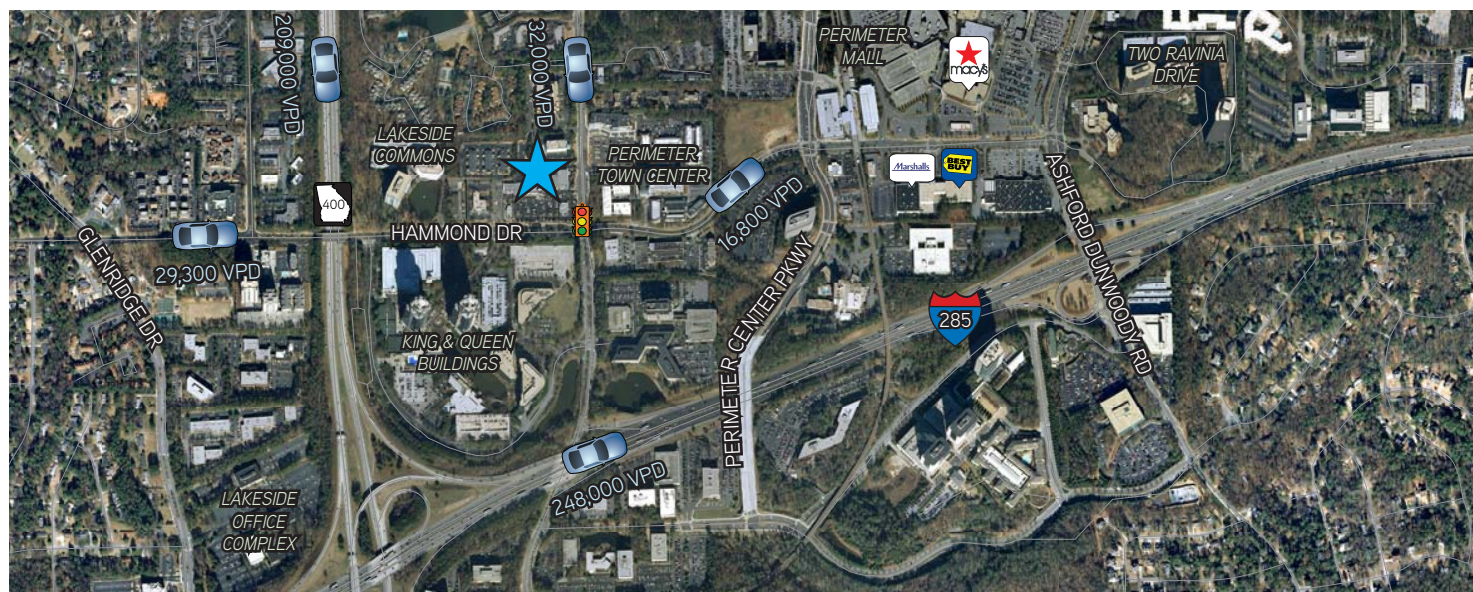 209,000 VPD
32,000 VPD
PERIMETER
MALL
macy's
TWO RAVINIA
DRIVE
LAKESIDE
COMMONS
PERIMETER
TOWN CENTER
Marshalls
BEST
BUY
400
HAMMOND DR
16,800 VPD
ASHFORD DUNWOODY RD
GLENRIDGE DR
29,300 VPD
PERIMETER CENTER PKWY
285
KING & QUEEN
BUILDINGS
248,000 VPD
LAKESIDE
OFFICE
COMPLEX